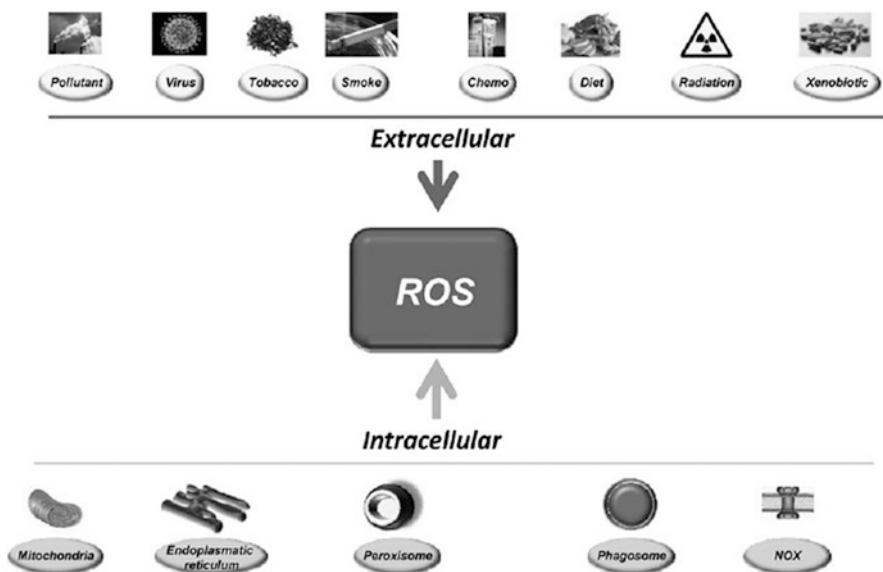 Pollutant Virus Tobacco Smoke Chemo Diet Radiation Xenobiotic
Extracellular
ROS
Intracellular
Mitochondria Endoplasmatic reticulum Peroxisome Phagosome NOX